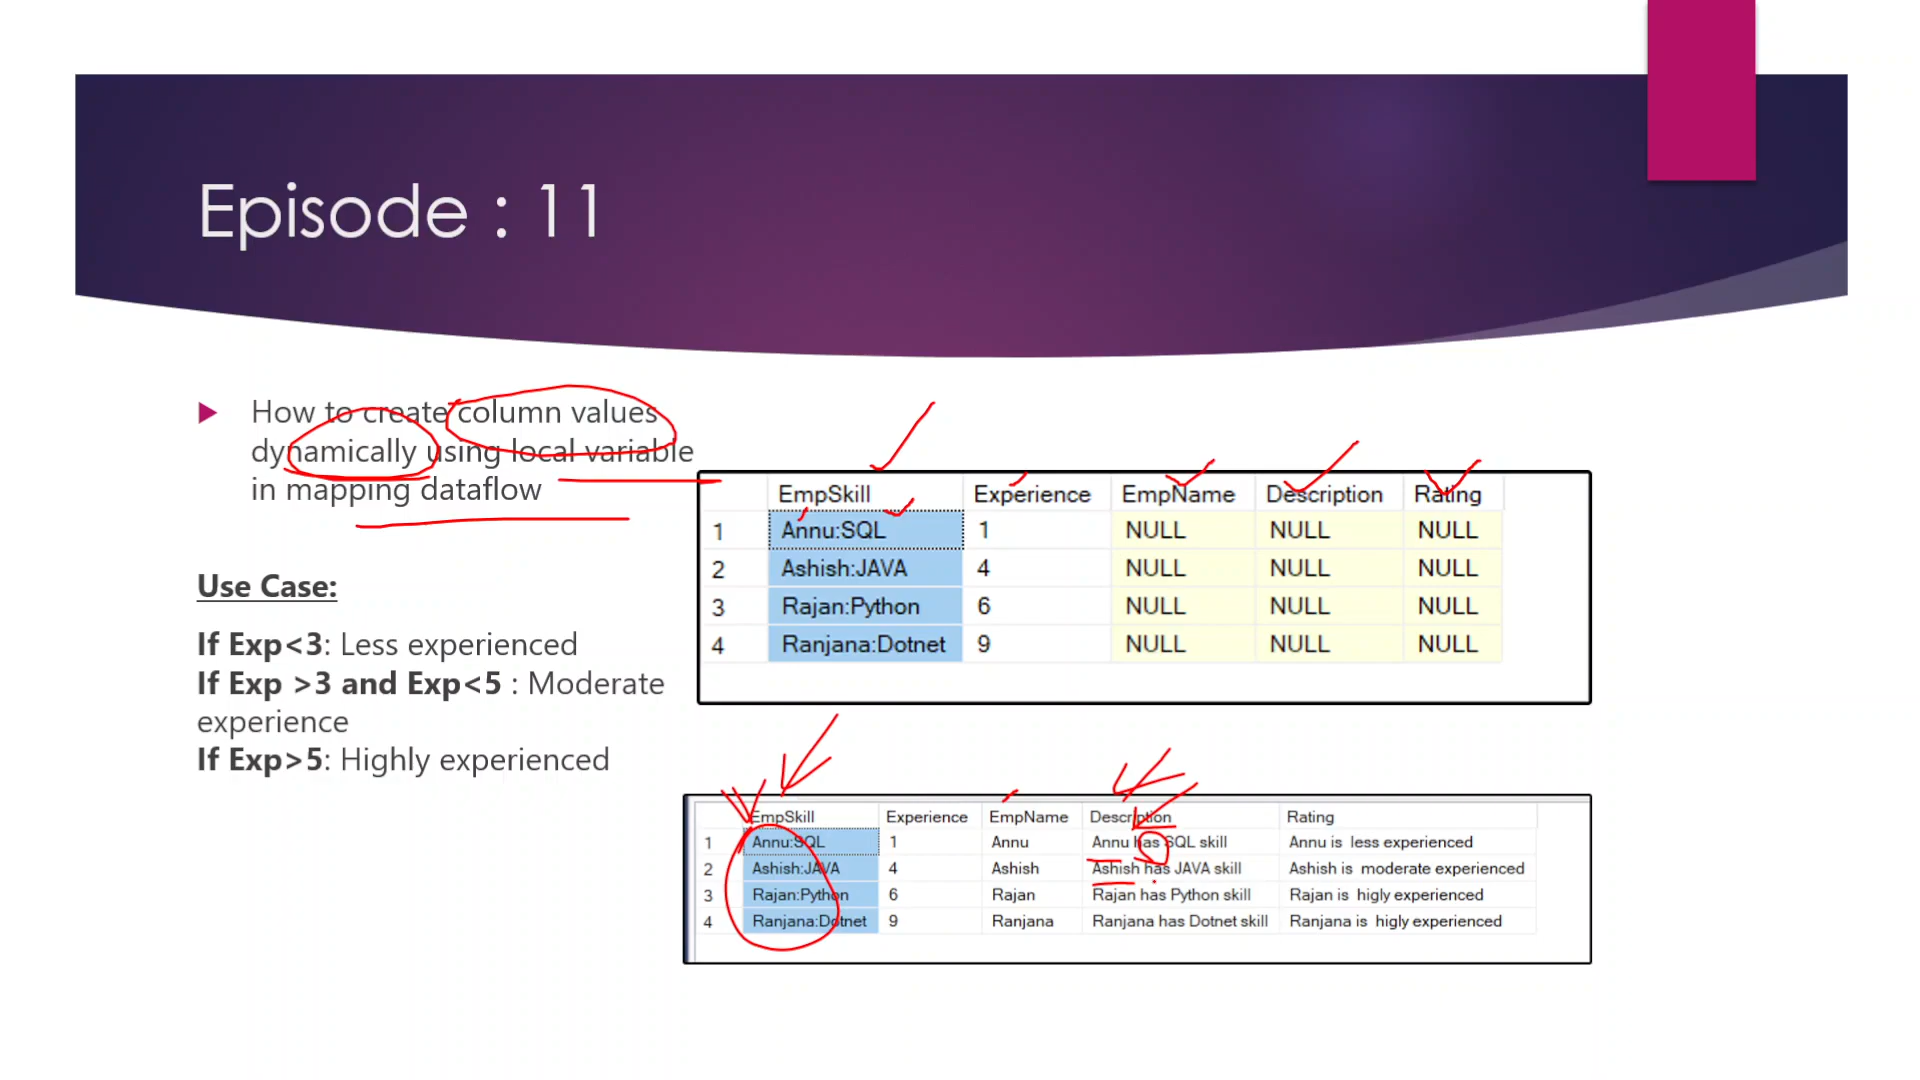 Episode : 11
How to create column values
dynamically using local variable
in mapping dataflow
Use Case:
If Exp<3: Less experienced
If Exp >3 and Exp<5 : Moderate
experience
If Exp>5: Highly experienced
EmpSkill Experience EmpName Description Rating
1 Annu:SQL 1 NULL NULL NULL
2 Ashish:JAVA 4 NULL NULL NULL
3 Rajan:Python 6 NULL NULL NULL
4 Ranjana:Dotnet 9 NULL NULL NULL
EmpSkill Experience EmpName Description Rating
1 Annu:SQL 1 Annu Annu has SQL skill Annu is less experienced
2 Ashish:JAVA 4 Ashish Ashish has JAVA skill Ashish is moderate experienced
3 Rajan:Python 6 Rajan Rajan has Python skill Rajan is higly experienced
4 Ranjana:Dotnet 9 Ranjana Ranjana has Dotnet skill Ranjana is higly experienced